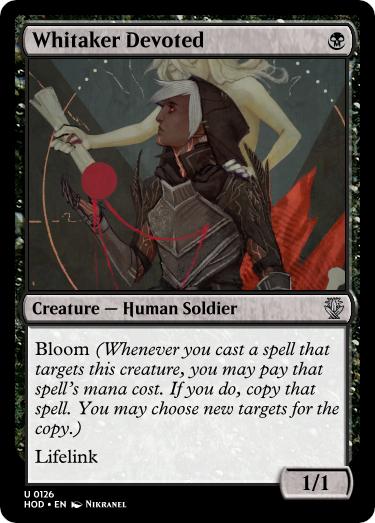 Whitaker Devoted
Creature — Human Soldier
Bloom (Whenever you cast a spell that
targets this creature, you may pay that
spell's mana cost. If you do, copy that
spell. You may choose new targets for the
copy.)
Lifelink
1/1
U 0126
HOD • EN NIKRANEL